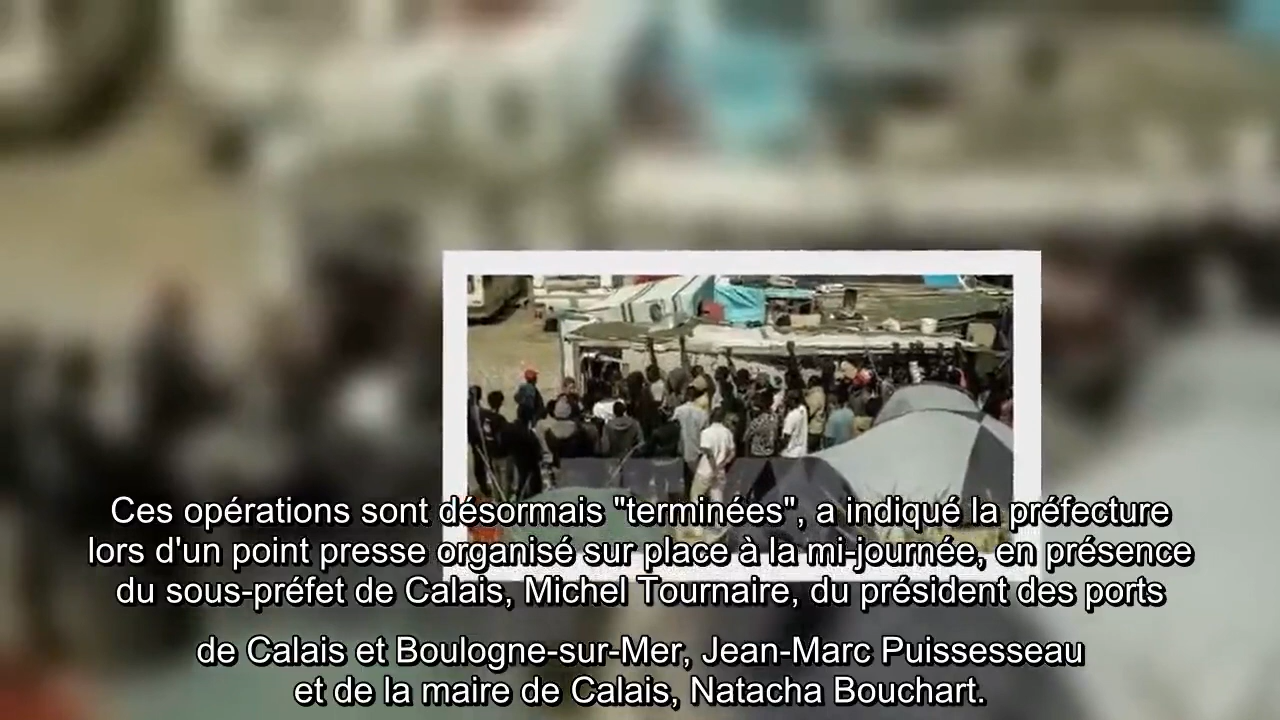 Ces opérations sont désormais "terminées", a indiqué la préfecture
lors d'un point presse organisé sur place à la mi-journée, en présence
du sous-préfet de Calais, Michel Tournaire, du président des ports
de Calais et Boulogne-sur-Mer, Jean-Marc Puissesseau
et de la maire de Calais, Natacha Bouchart.